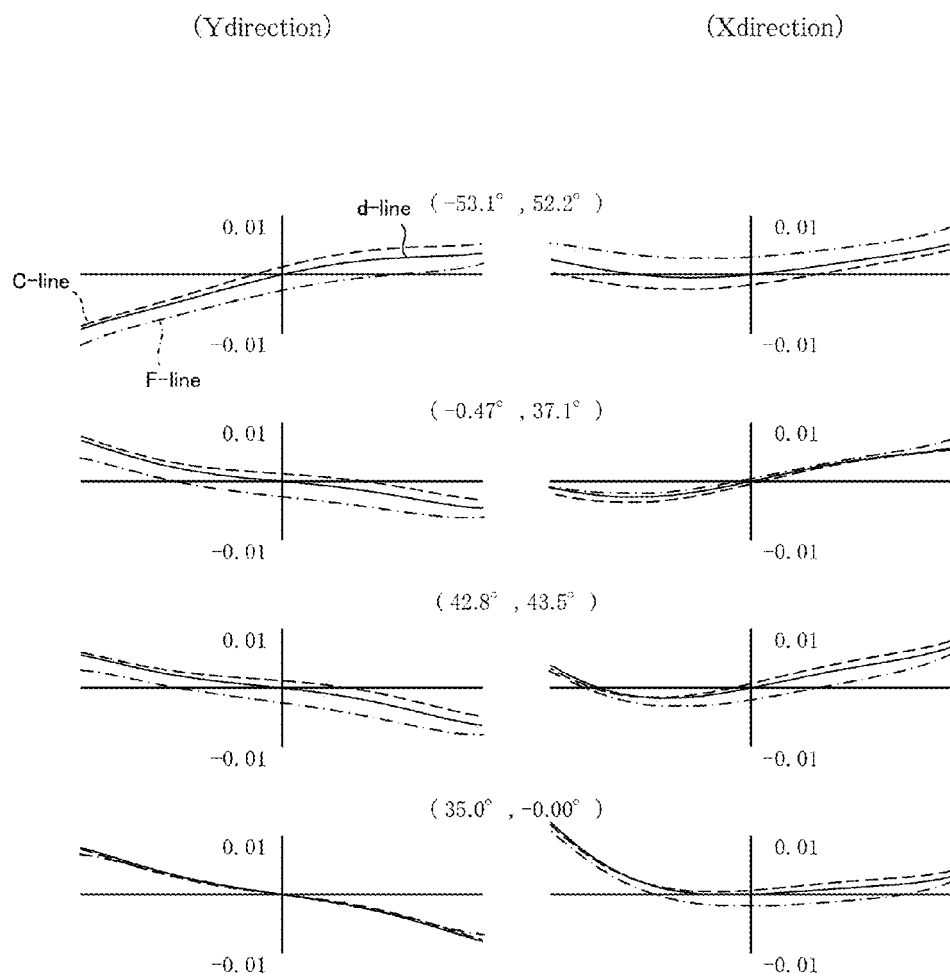 (Ydirection) (Xdirection)
(-53.1° ,52.2° )
d-line
0.01 0.01
C-line
-0.01 -0.01
F-line
(-0.47° ,37.1° )
0.01 0.01
-0.01 -0.01
(42.8° ,43.5° )
0.01 0.01
-0.01 -0.01
(35.0° ,-0.00° )
0.01 0.01
-0.01 -0.01